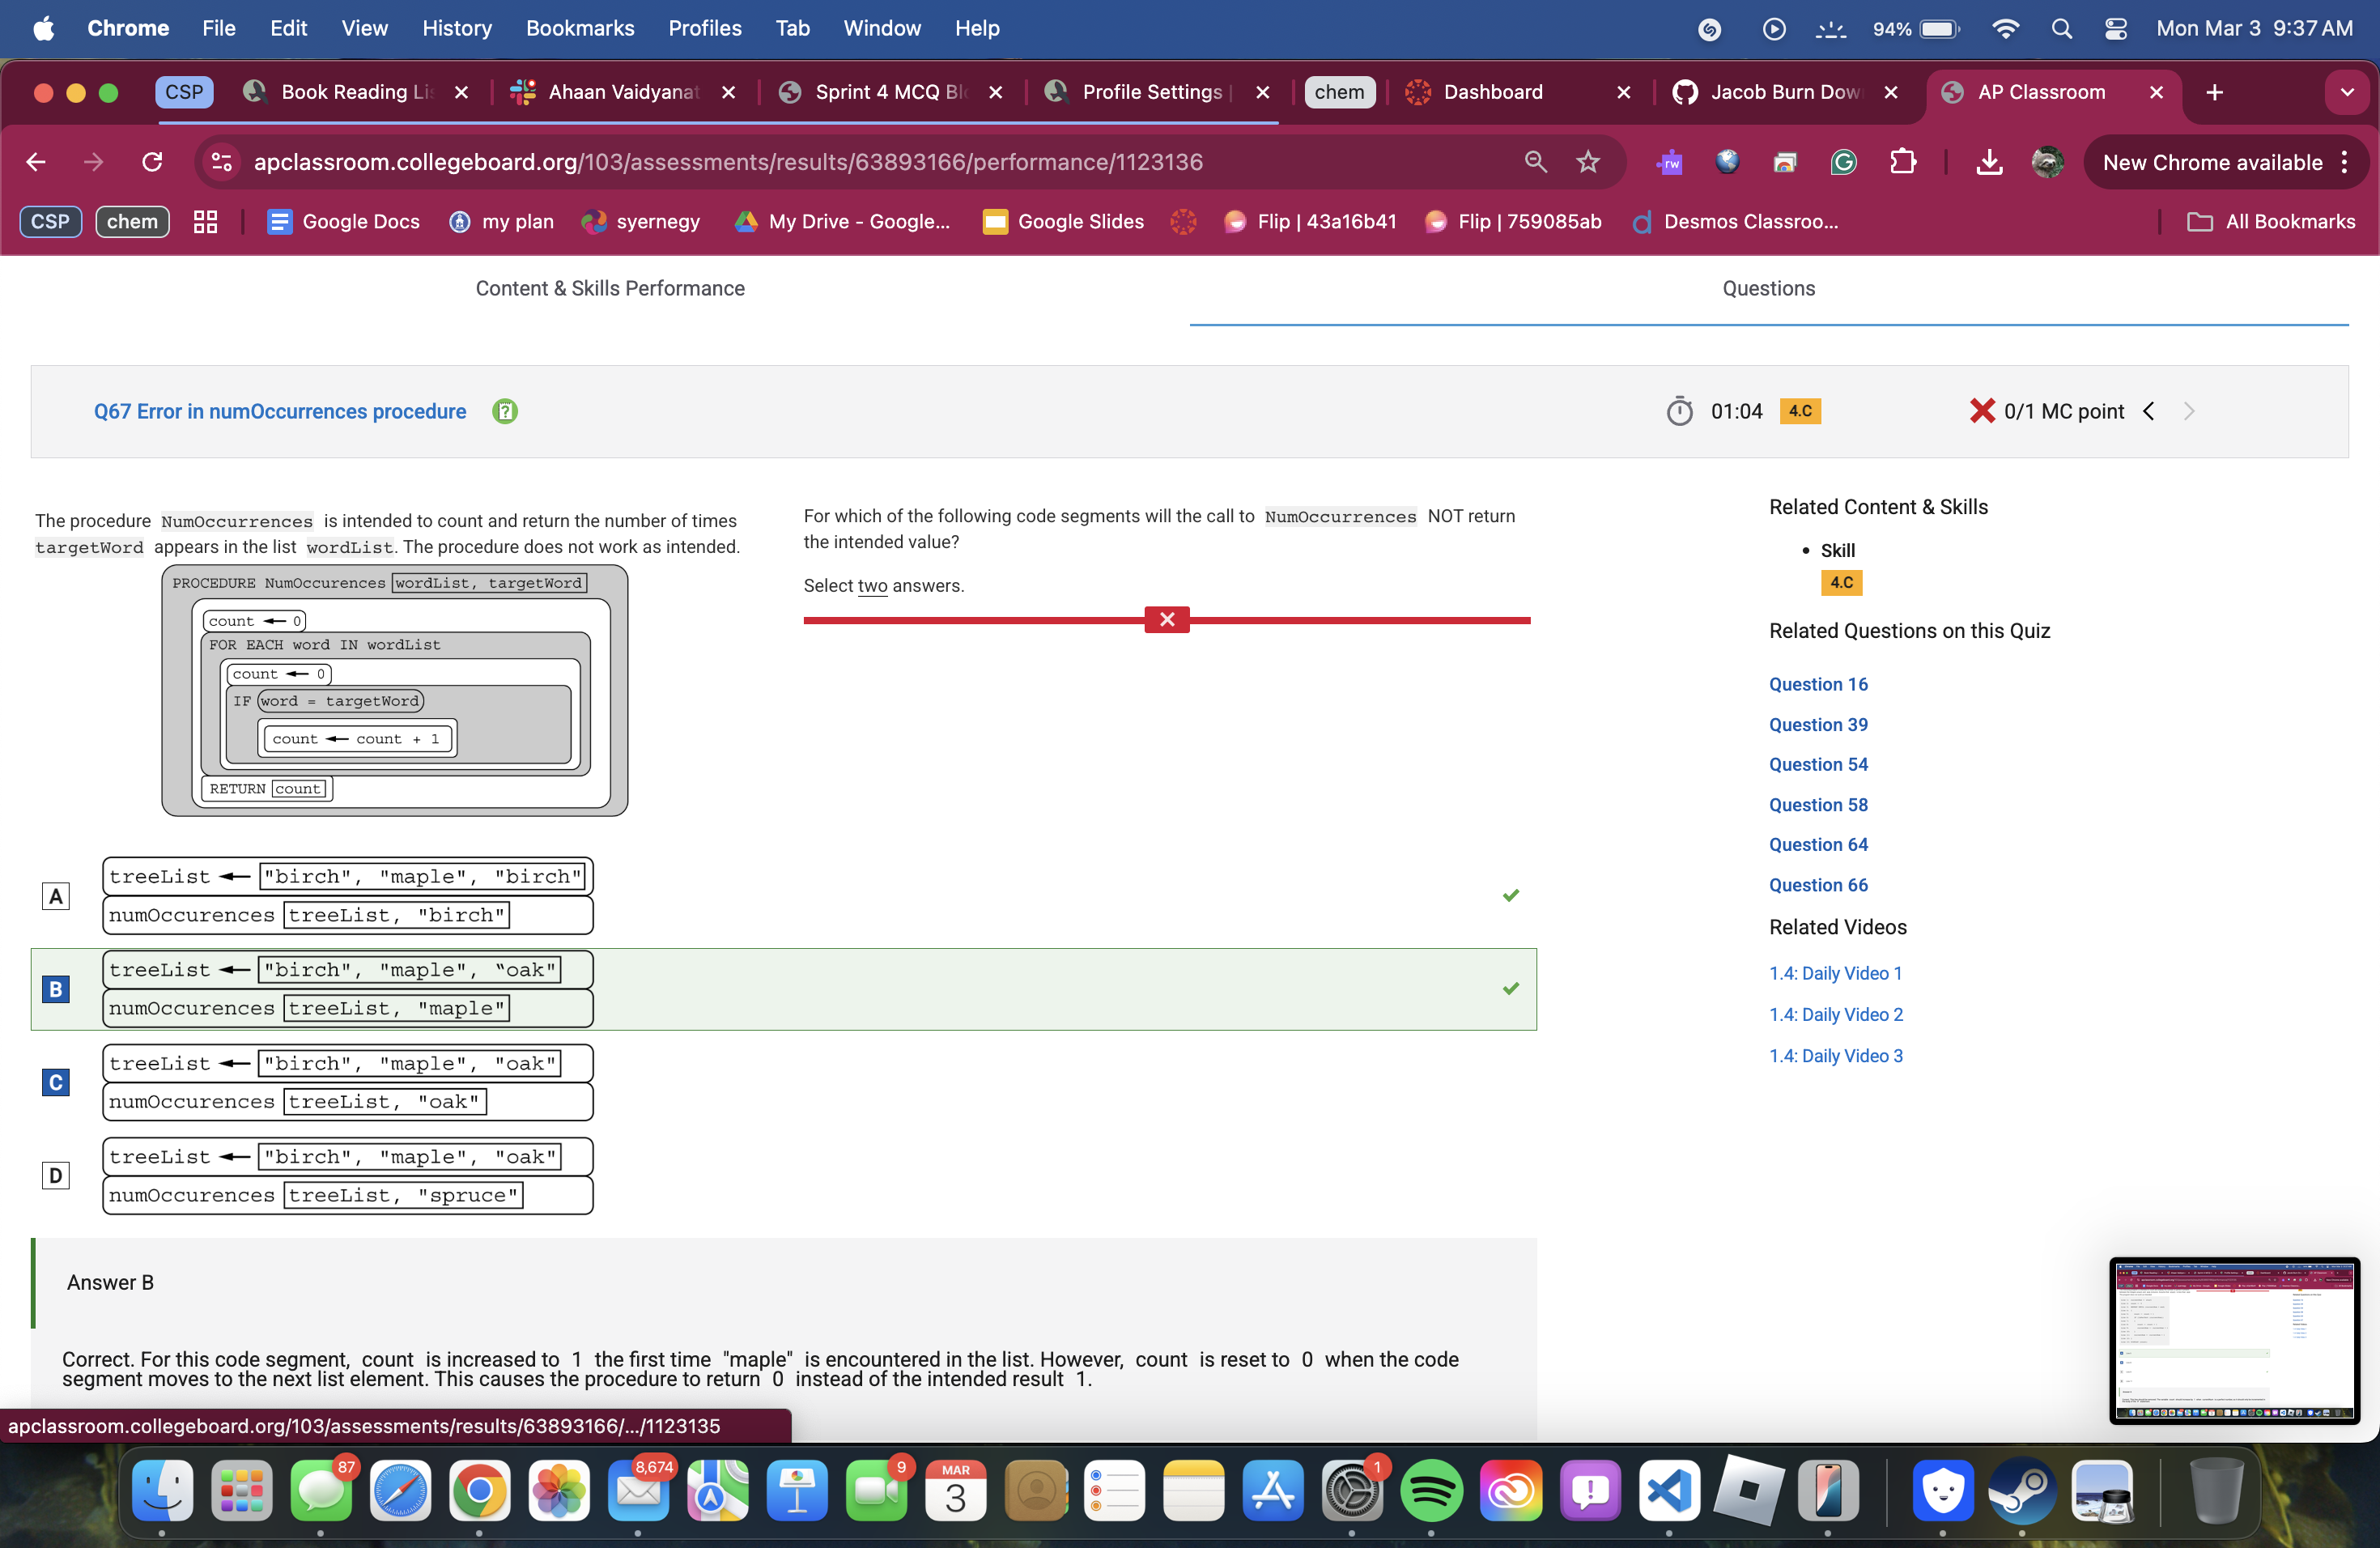 Chrome File Edit View History Bookmarks Profiles Tab Window Help 94% Mon Mar 3 9:37 AM
CSP Book Reading Lis Ahaan Vaidyanat Sprint 4 MCQ Blo Profile Settings | chem Dashboard Jacob Burn Dow AP Classroom
apclassroom.collegeboard.org/103/assessments/results/63893166/performance/1123136 rw New Chrome available
CSP chem Google Docs my plan syernegy My Drive - Google... Google Slides Flip | 43a16b41 Flip | 759085ab Desmos Classroo... All Bookmarks
Content & Skills Performance Questions
Q67 Error in numOccurrences procedure 01:04 4.C 0/1 MC point
The procedure NumOccurrences is intended to count and return the number of times
targetWord appears in the list wordList. The procedure does not work as intended.
PROCEDURE NumOccurences wordList, targetWord
count ← 0
FOR EACH word IN wordList
count ← 0
IF word = targetWord
count ← count + 1
RETURN count
For which of the following code segments will the call to NumOccurrences NOT return
the intended value?
Select two answers.
A
treeList ← "birch", "maple", "birch"
numOccurences treeList, "birch"
B
treeList ← "birch", "maple", “oak"
numOccurences treeList, "maple"
C
treeList ← "birch", "maple", "oak"
numOccurences treeList, "oak"
D
treeList ← "birch", "maple", "oak"
numOccurences treeList, "spruce"
Answer B
Correct. For this code segment, count is increased to 1 the first time "maple" is encountered in the list. However, count is reset to 0 when the code
segment moves to the next list element. This causes the procedure to return 0 instead of the intended result 1.
Related Content & Skills
• Skill
4.C
Related Questions on this Quiz
Question 16
Question 39
Question 54
Question 58
Question 64
Question 66
Related Videos
1.4: Daily Video 1
1.4: Daily Video 2
1.4: Daily Video 3
apclassroom.collegeboard.org/103/assessments/results/63893166/.../1123135
87 8,674 9 MAR 3 1